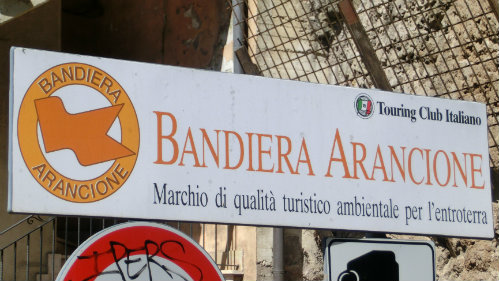 BANDIERA
ARANCIONE
Touring Club Italiano
BANDIERA ARANCIONE
Marchio di qualità turistico ambientale per l'entroterra